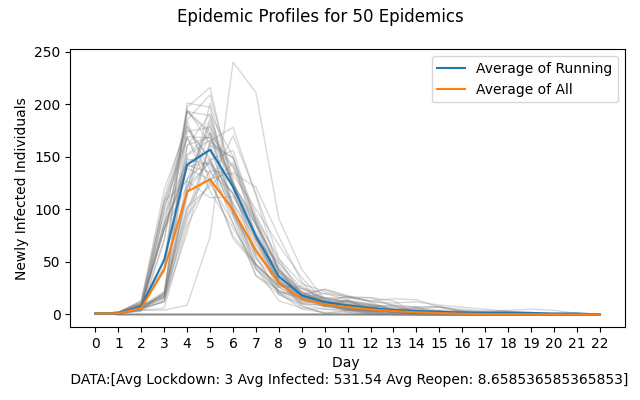 Epidemic Profiles for 50 Epidemics
250
200
150
100
50
0
Newly Infected Individuals
Average of Running
Average of All
0 1 2 3 4 5 6 7 8 9 10 11 12 13 14 15 16 17 18 19 20 21 22
Day
DATA:[Avg Lockdown: 3 Avg Infected: 531.54 Avg Reopen: 8.658536585365853]